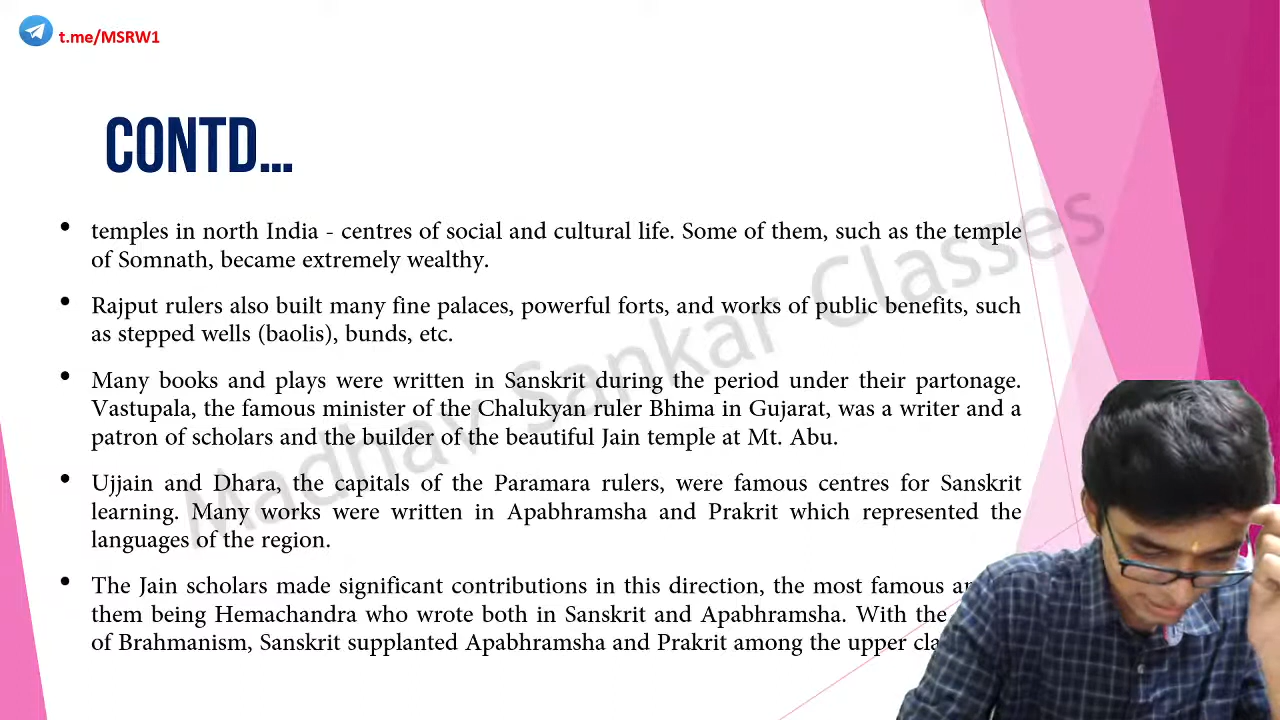 t.me/MSRW1
CONTD...
• temples in north India - centres of social and cultural life. Some of them, such as the temple
of Somnath, became extremely wealthy.
• Rajput rulers also built many fine palaces, powerful forts, and works of public benefits, such
as stepped wells (baolis), bunds, etc.
• Many books and plays were written in Sanskrit during the period under their partonage.
Vastupala, the famous minister of the Chalukyan ruler Bhima in Gujarat, was a writer and a
patron of scholars and the builder of the beautiful Jain temple at Mt. Abu.
• Ujjain and Dhara, the capitals of the Paramara rulers, were famous centres for Sanskrit
learning. Many works were written in Apabhramsha and Prakrit which represented the
languages of the region.
• The Jain scholars made significant contributions in this direction, the most famous
them being Hemachandra who wrote both in Sanskrit and Apabhramsha. With the
of Brahmanism, Sanskrit supplanted Apabhramsha and Prakrit among the upper
Madhav Sankar Classes